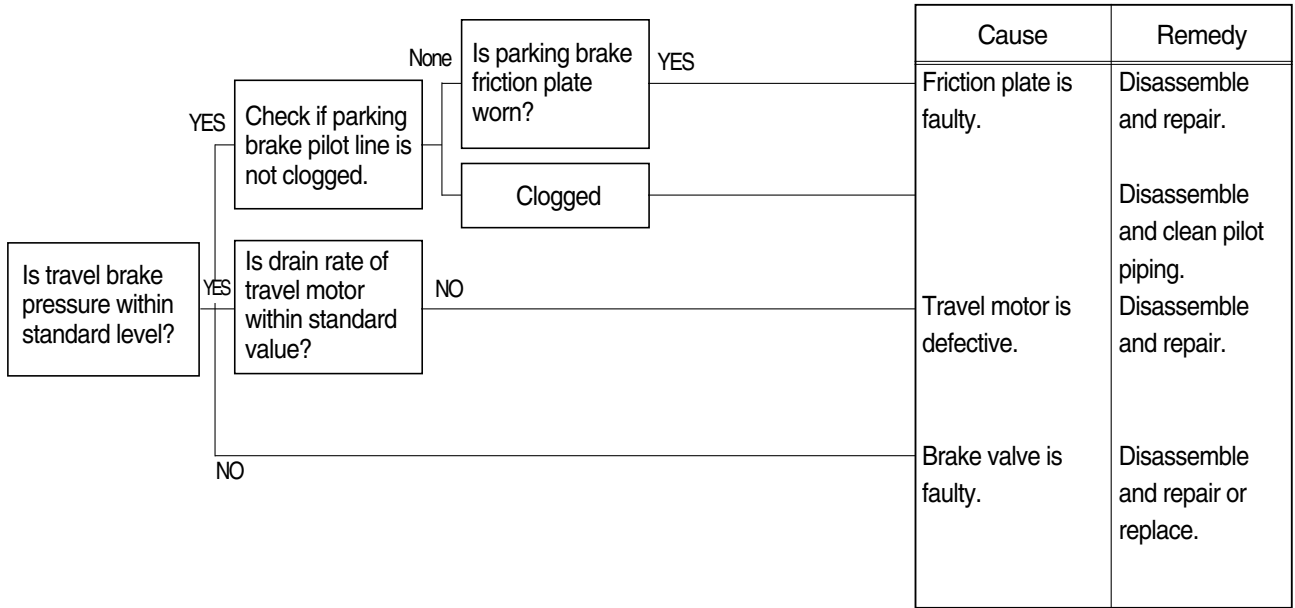 Cause
Remedy
None
Is parking brake
friction plate
worn?
YES
Friction plate is
faulty.
Disassemble
and repair.
YES
Check if parking
brake pilot line is
not clogged.
Clogged
Disassemble
and clean pilot
piping.
Is travel brake
pressure within
standard level?
YES
Is drain rate of
travel motor
within standard
value?
NO
Travel motor is
defective.
Disassemble
and repair.
NO
Brake valve is
faulty.
Disassemble
and repair or
replace.